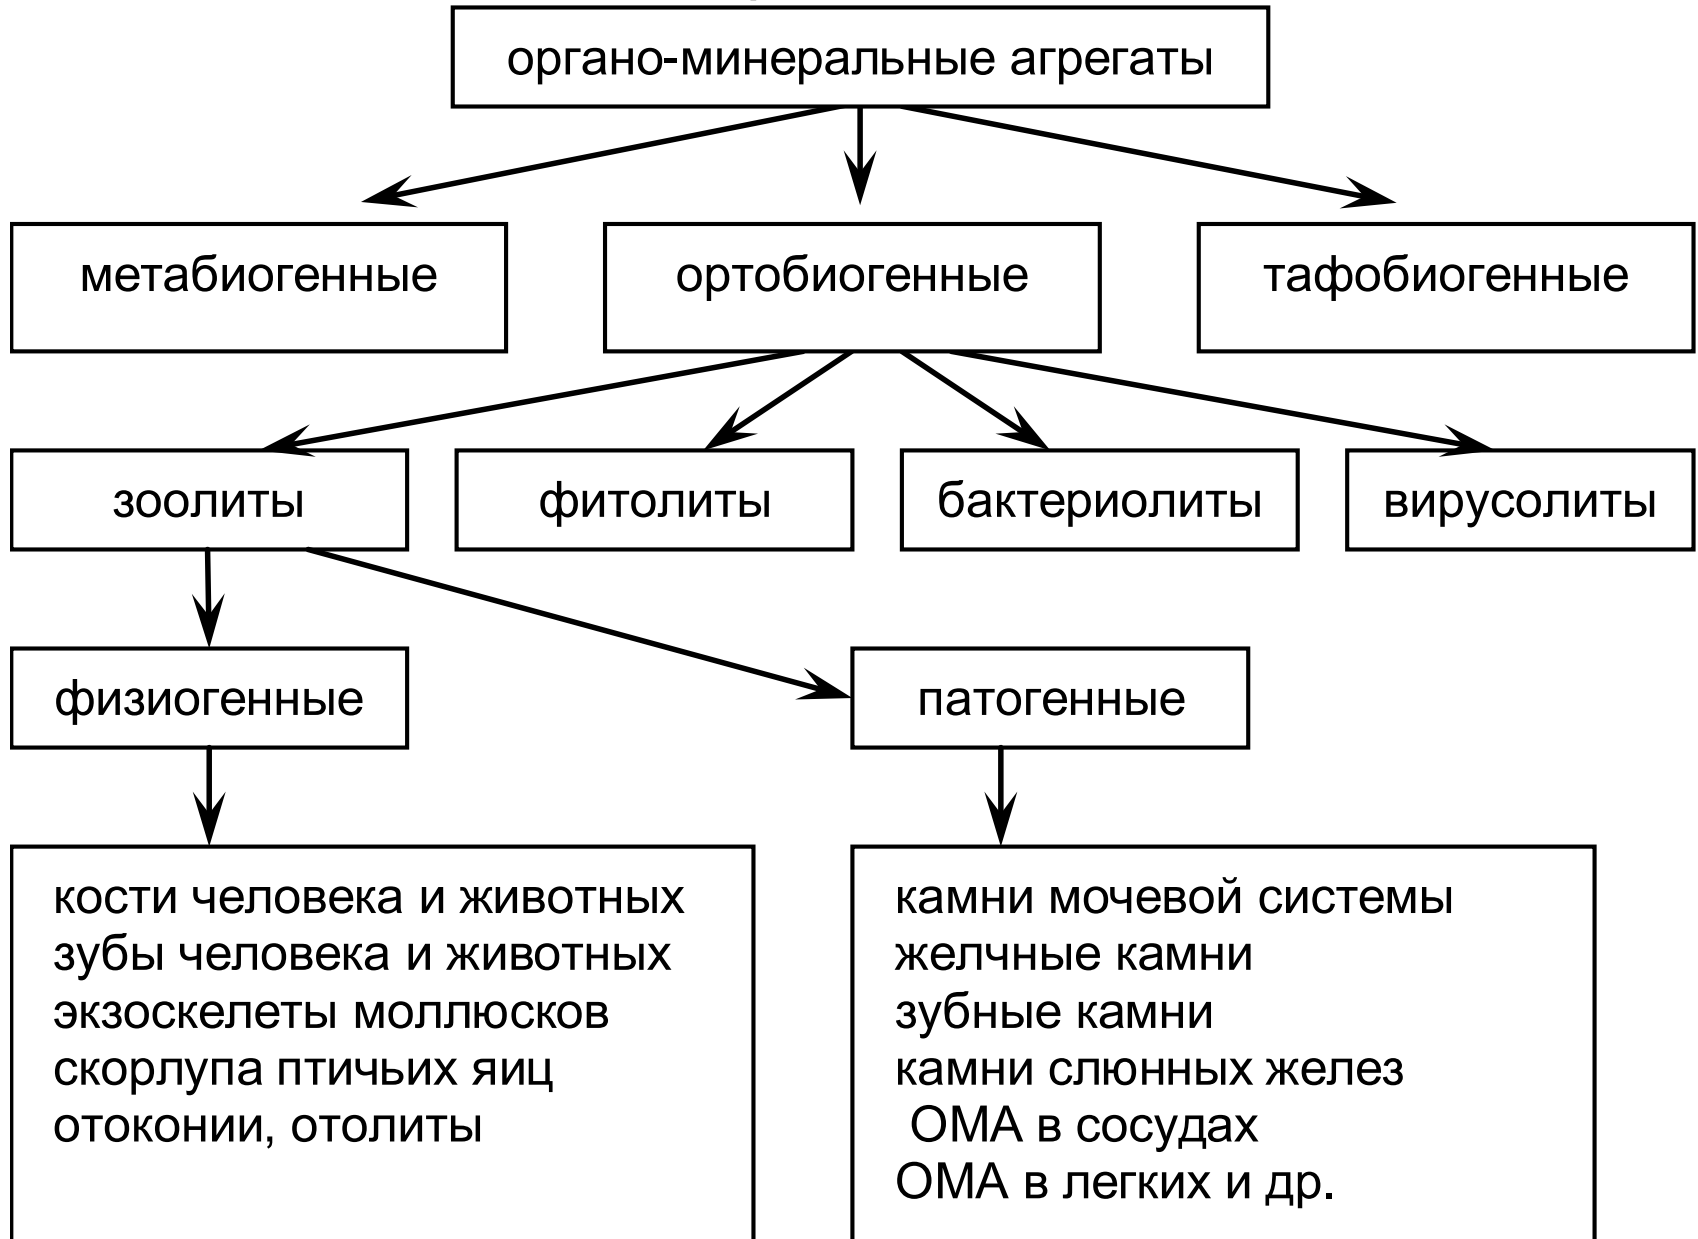 органо-минеральные агрегаты
метабиогенные
ортобиогенные
тафобиогенные
зоолиты
фитолиты
бактериолиты
вирусолиты
физиогенные
патогенные
кости человека и животных
зубы человека и животных
экзоскелеты моллюсков
скорлупа птичьих яиц
отоконии, отолиты
камни мочевой системы
желчные камни
зубные камни
камни слюнных желез
ОМА в сосудах
ОМА в легких и др.